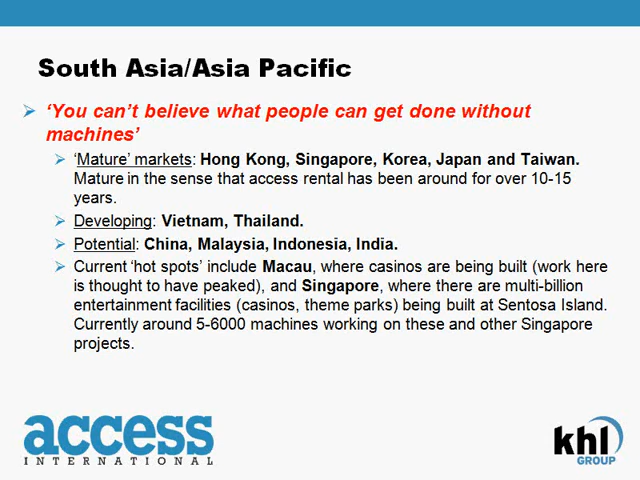 South Asia/Asia Pacific
‘You can’t believe what people can get done without
machines’
‘Mature’ markets: Hong Kong, Singapore, Korea, Japan and Taiwan.
Mature in the sense that access rental has been around for over 10-15
years.
Developing: Vietnam, Thailand.
Potential: China, Malaysia, Indonesia, India.
Current ‘hot spots’ include Macau, where casinos are being built (work here
is thought to have peaked), and Singapore, where there are multi-billion
entertainment facilities (casinos, theme parks) being built at Sentosa Island.
Currently around 5-6000 machines working on these and other Singapore
projects.
access
INTERNATIONAL
khl
GROUP